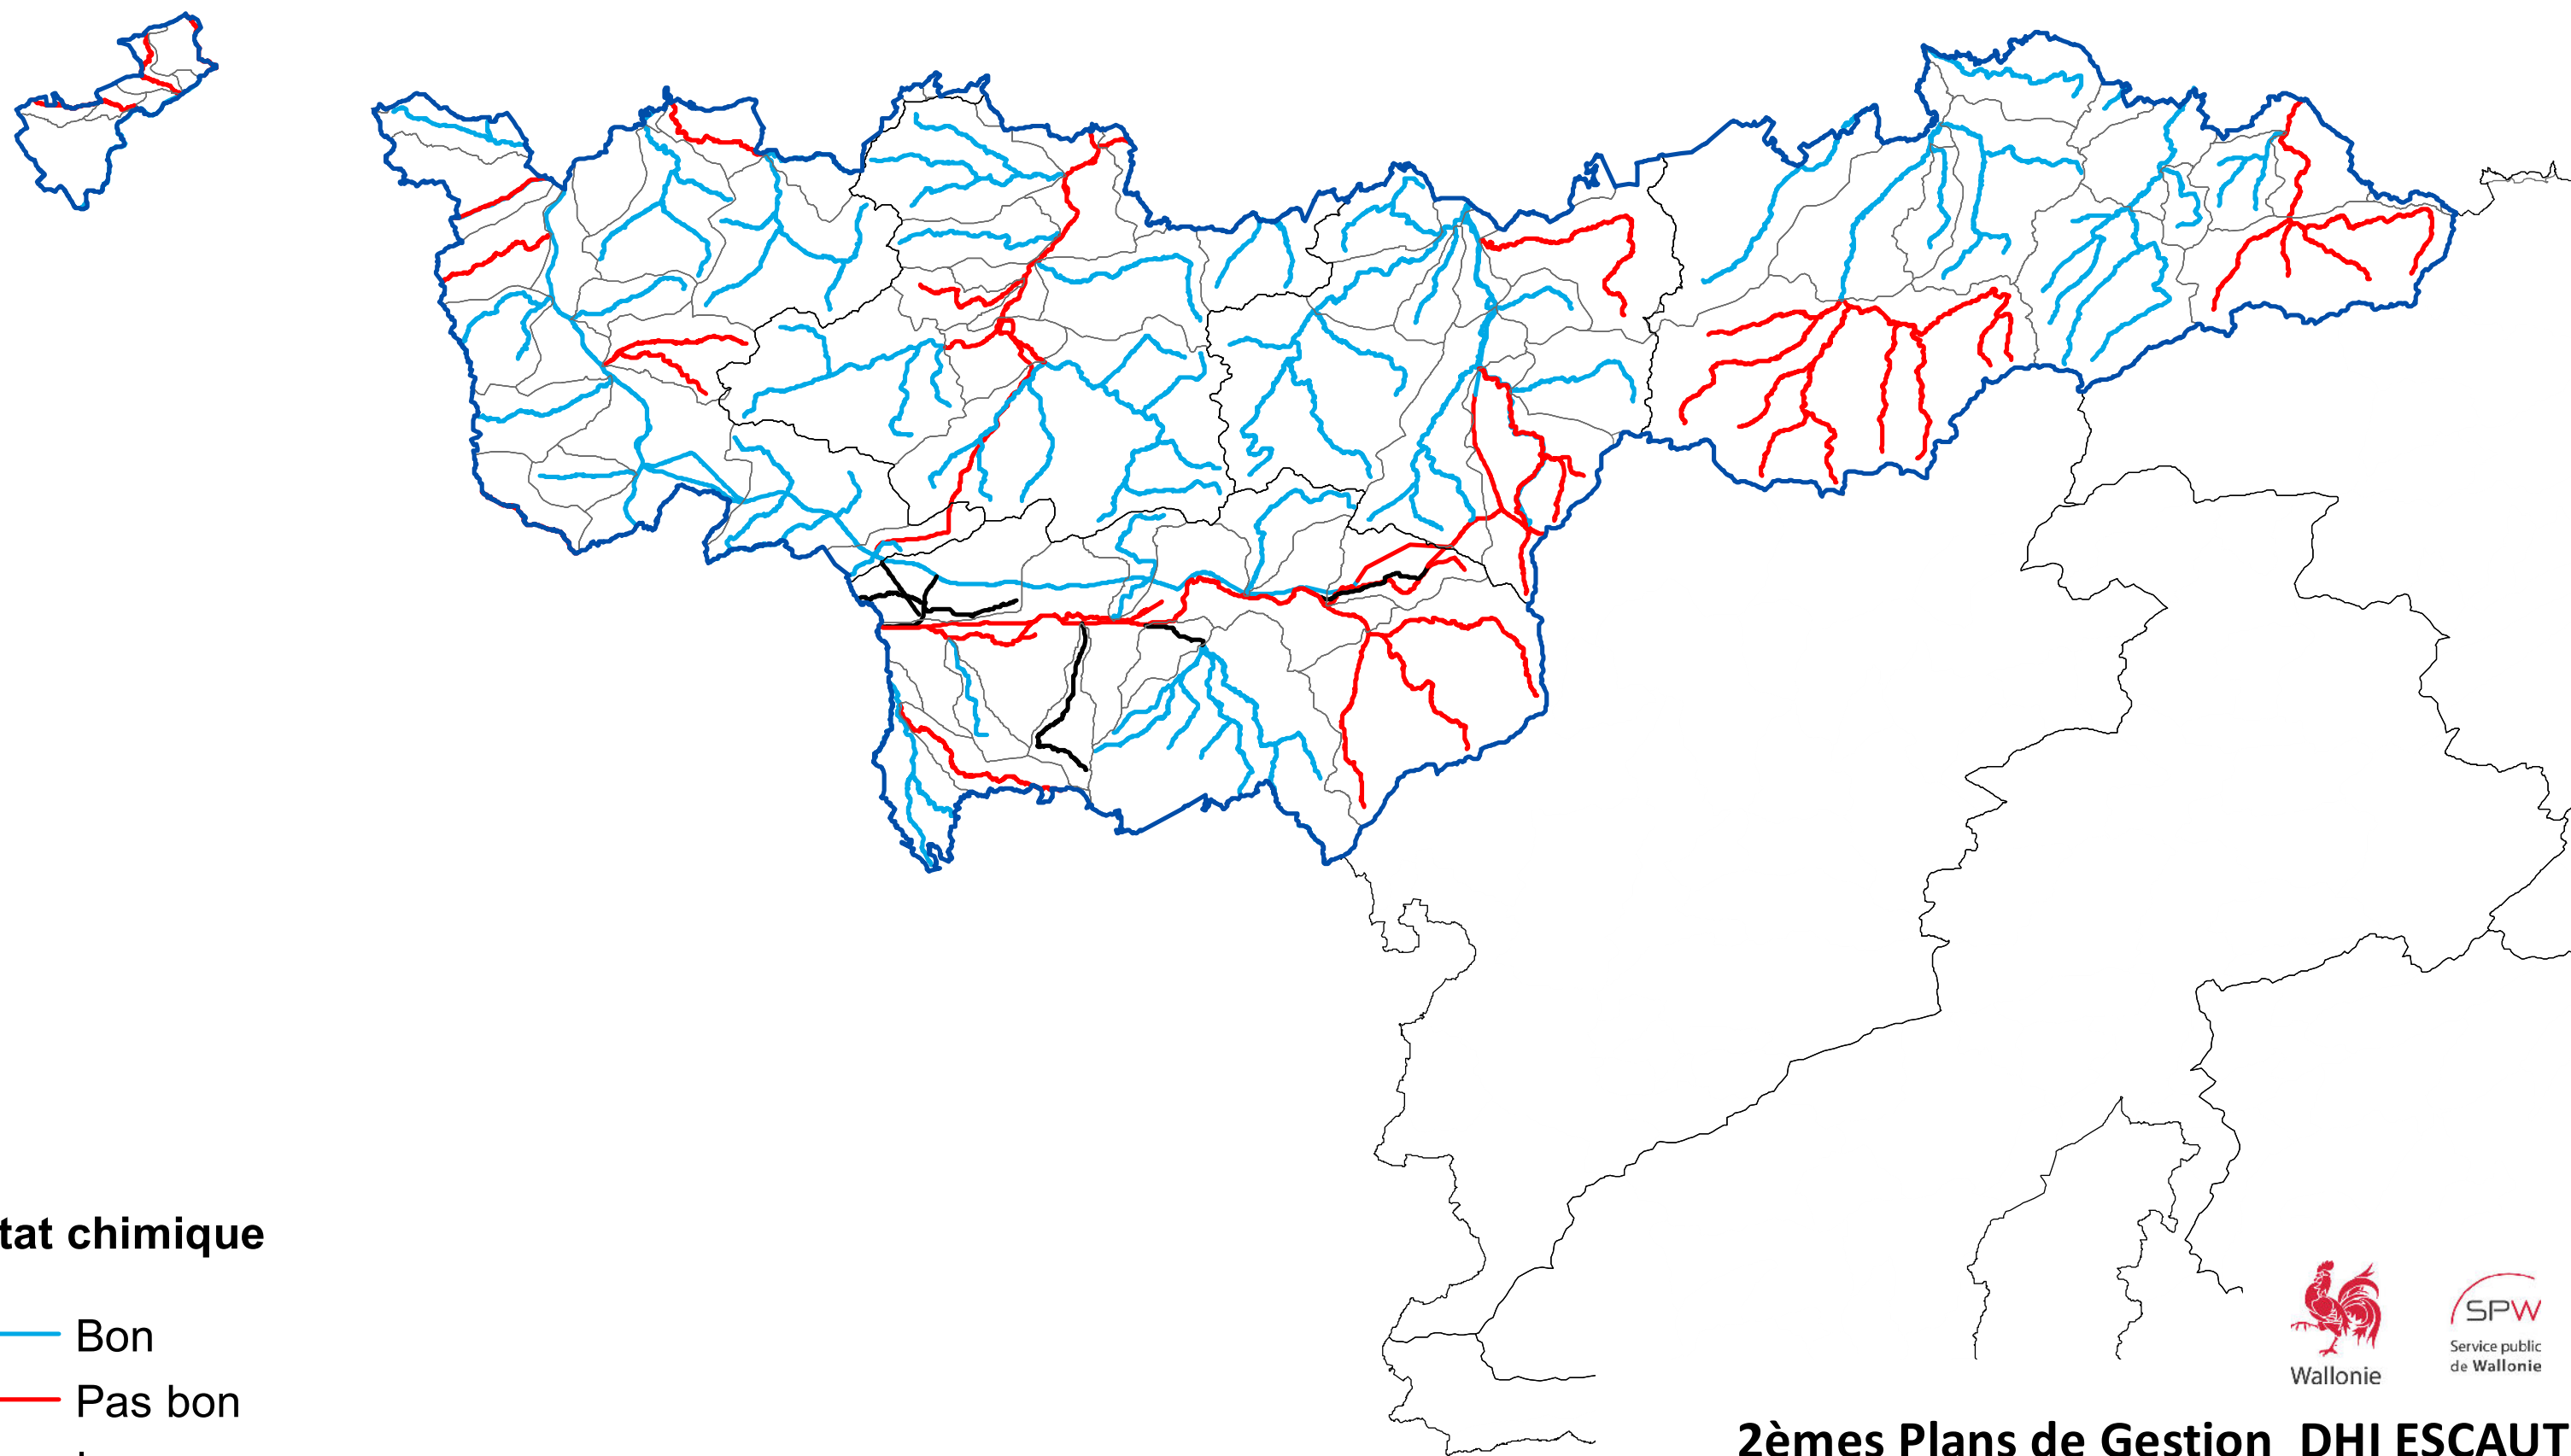 tat chimique
Bon
Pas bon
Wallonie
SPW
Service public
de Wallonie
2èmes Plans de Gestion DHI ESCAUT